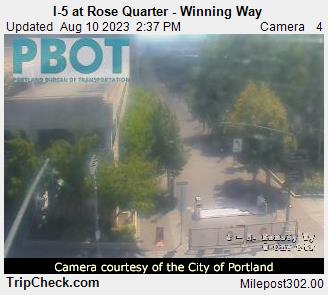 I-5 at Rose Quarter - Winning Way
Updated Aug 10 2023 2:37 PM Camera 4
PBOT
PORTLAND BUREAU OF TRANSPORTATION
Camera courtesy of the City of Portland
TripCheck.com Milepost302.00